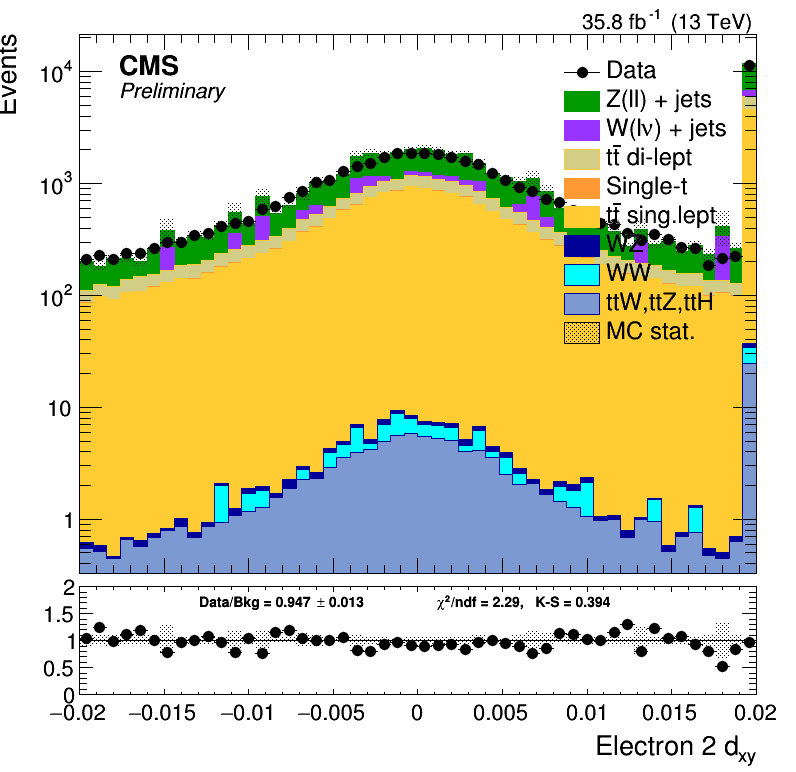 35.8 fb⁻¹ (13 TeV)
Events
CMS
Preliminary
Data
Z(ll) + jets
W(lν) + jets
tt̄ di-lept
Single-t
tt̄ sing.lept
WZ
WW
ttW,ttZ,ttH
MC stat.
10⁴
10³
10²
10
1
Data/Bkg = 0.947 ± 0.013 χ²/ndf = 2.29, K-S = 0.394
2
1.5
1
0.5
0
−0.02 −0.015 −0.01 −0.005 0 0.005 0.01 0.015 0.02
Electron 2 d_xy